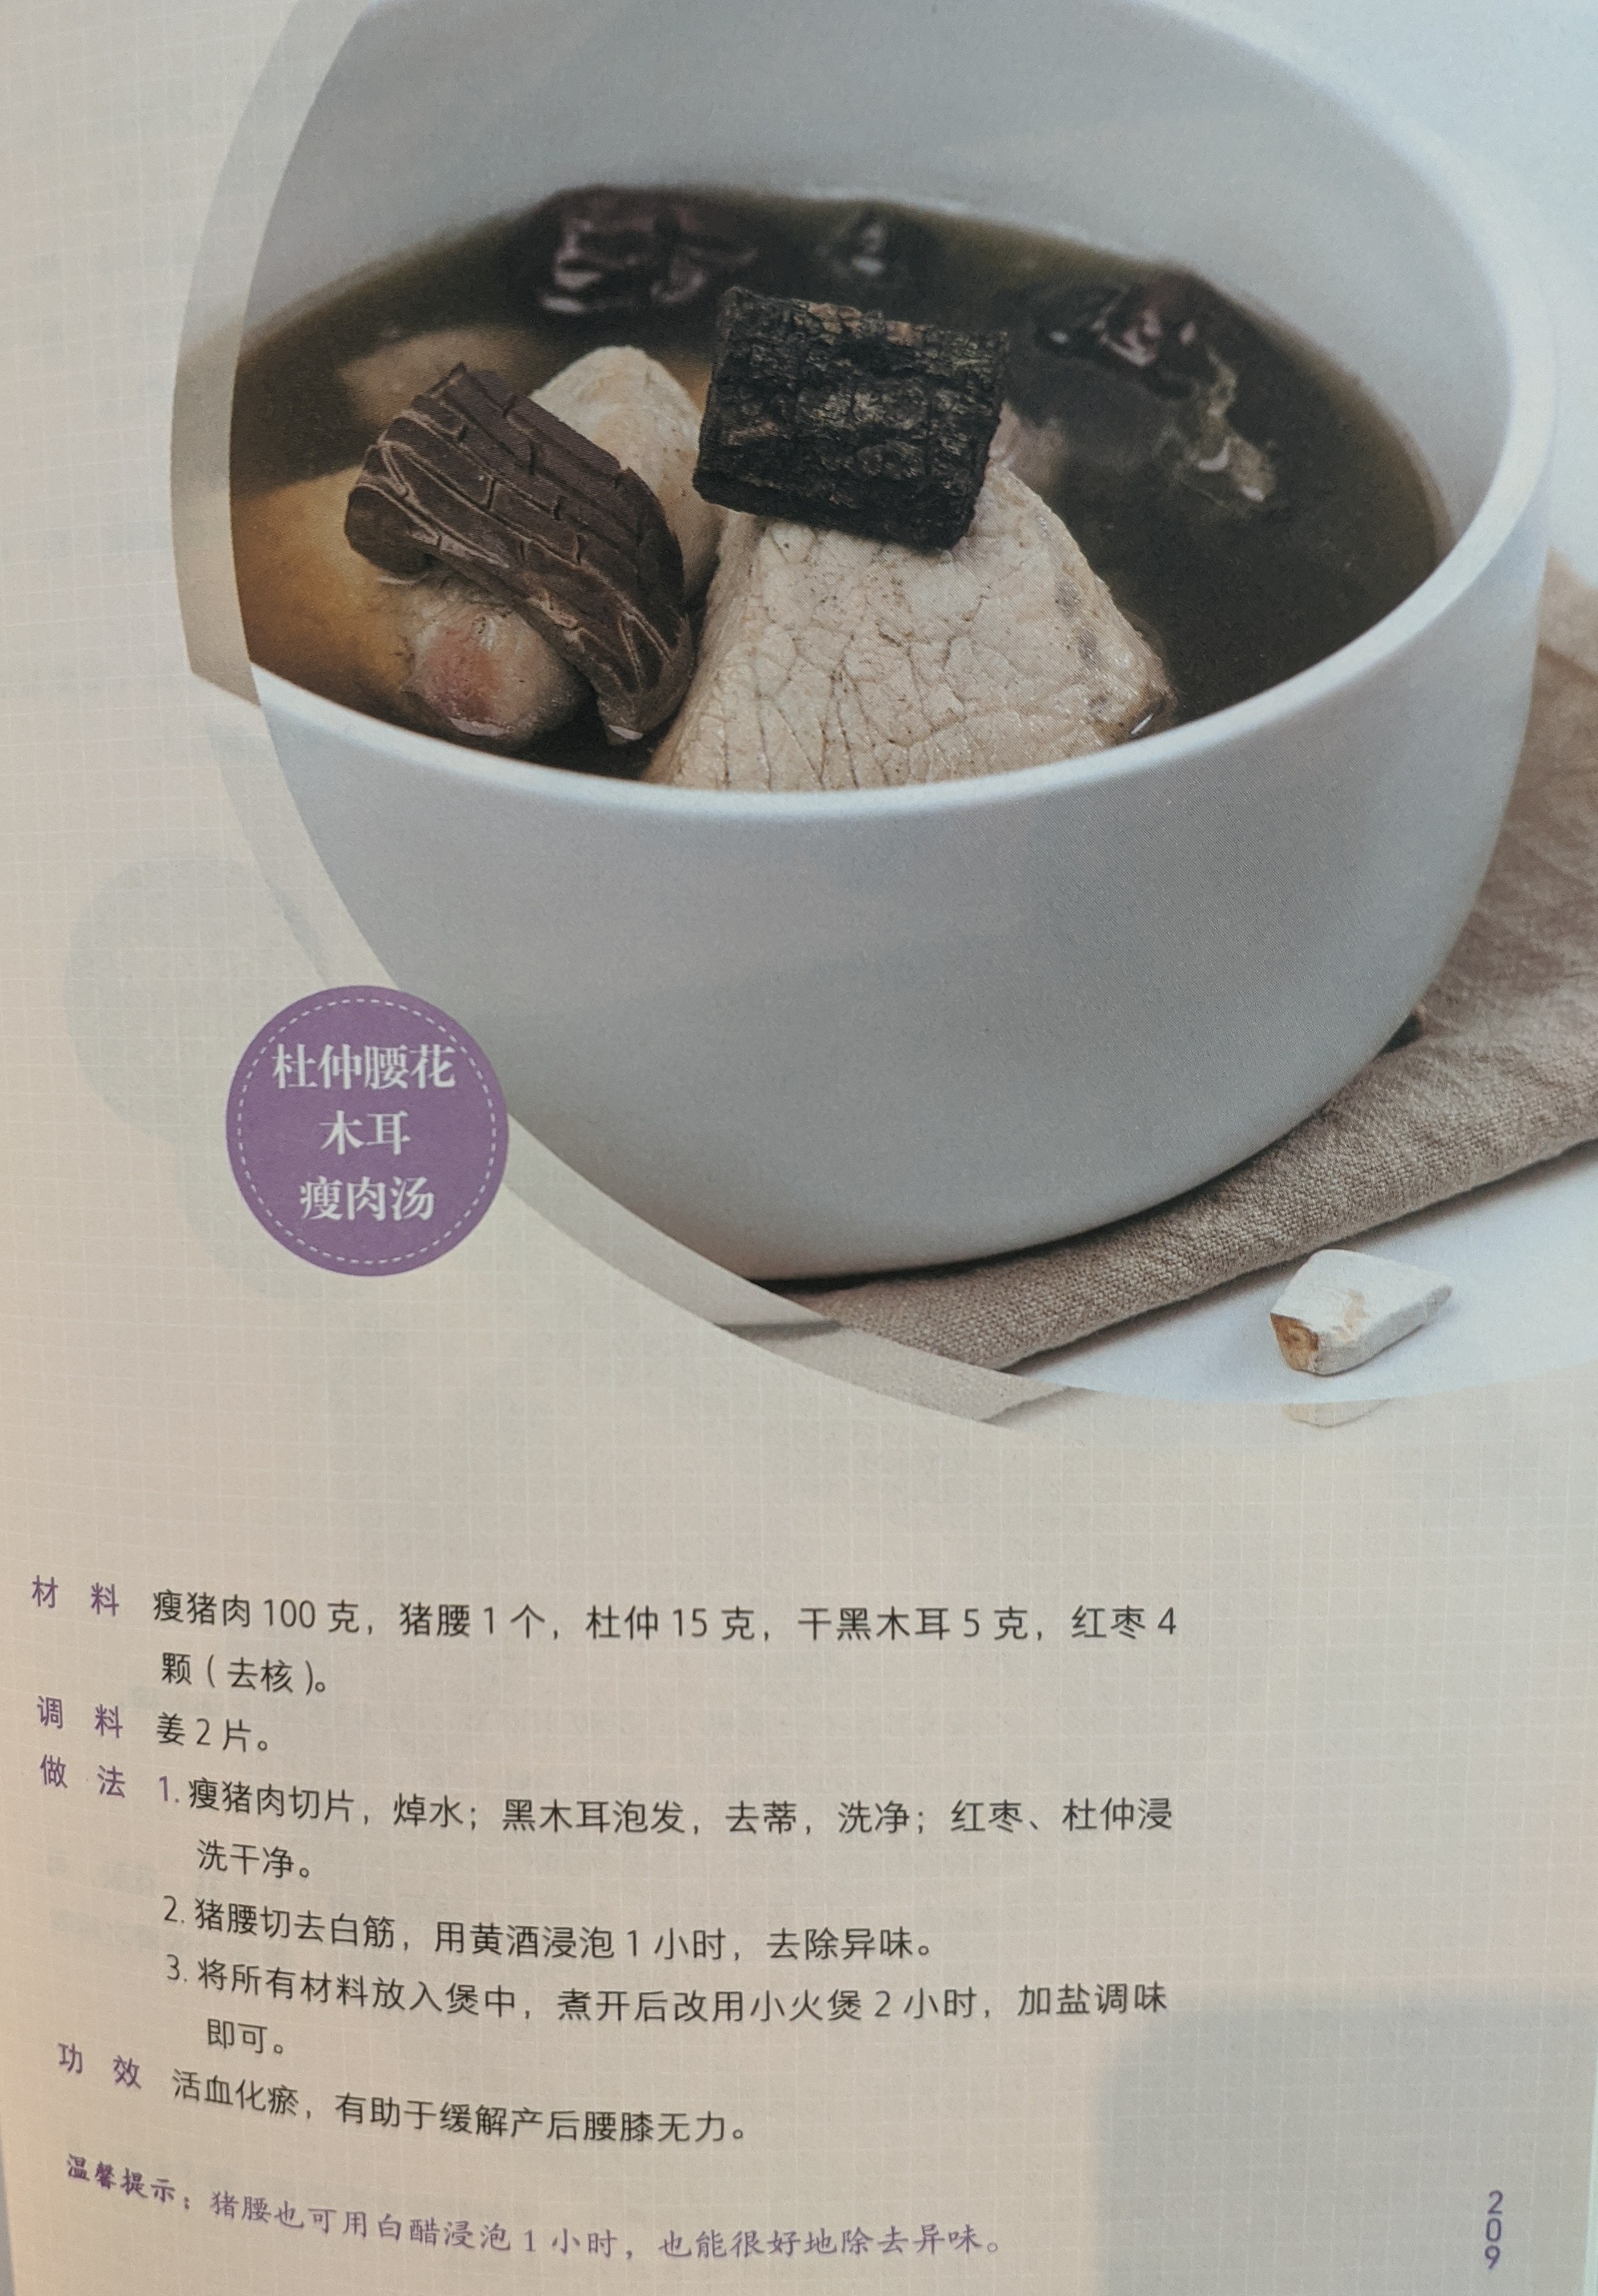 杜仲腰花
木耳
瘦肉汤
材 料 瘦猪肉 100 克，猪腰 1 个，杜仲 15 克，干黑木耳 5 克，红枣 4
颗（去核）。
调 料 姜 2 片。
做 法 1. 瘦猪肉切片，焯水；黑木耳泡发，去蒂，洗净；红枣、杜仲浸
洗干净。
2. 猪腰切去白筋，用黄酒浸泡 1 小时，去除异味。
3. 将所有材料放入煲中，煮开后改用小火煲 2 小时，加盐调味
即可。
功 效 活血化瘀，有助于缓解产后腰膝无力。
温馨提示：猪腰也可用白醋浸泡 1 小时，也能很好地除去异味。
209